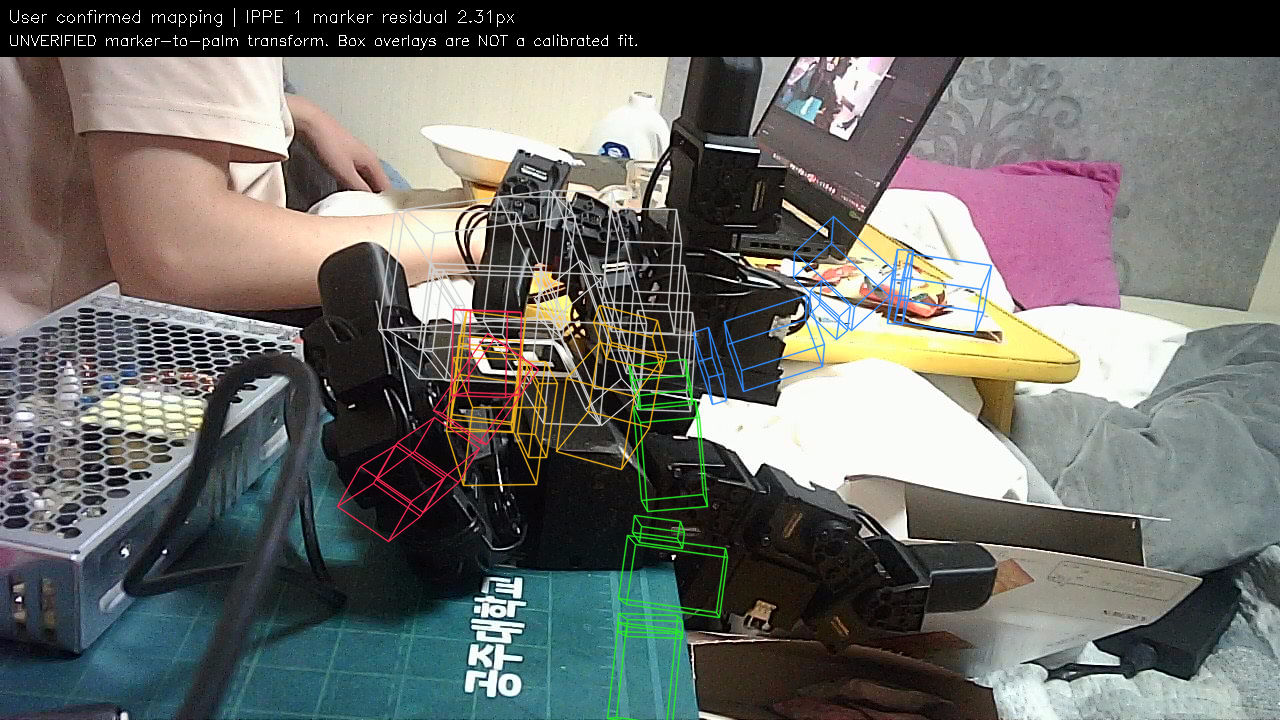 User confirmed mapping | IPPE 1 marker residual 2.31px
UNVERIFIED marker-to-palm transform. Box overlays are NOT a calibrated fit.
공주대학교